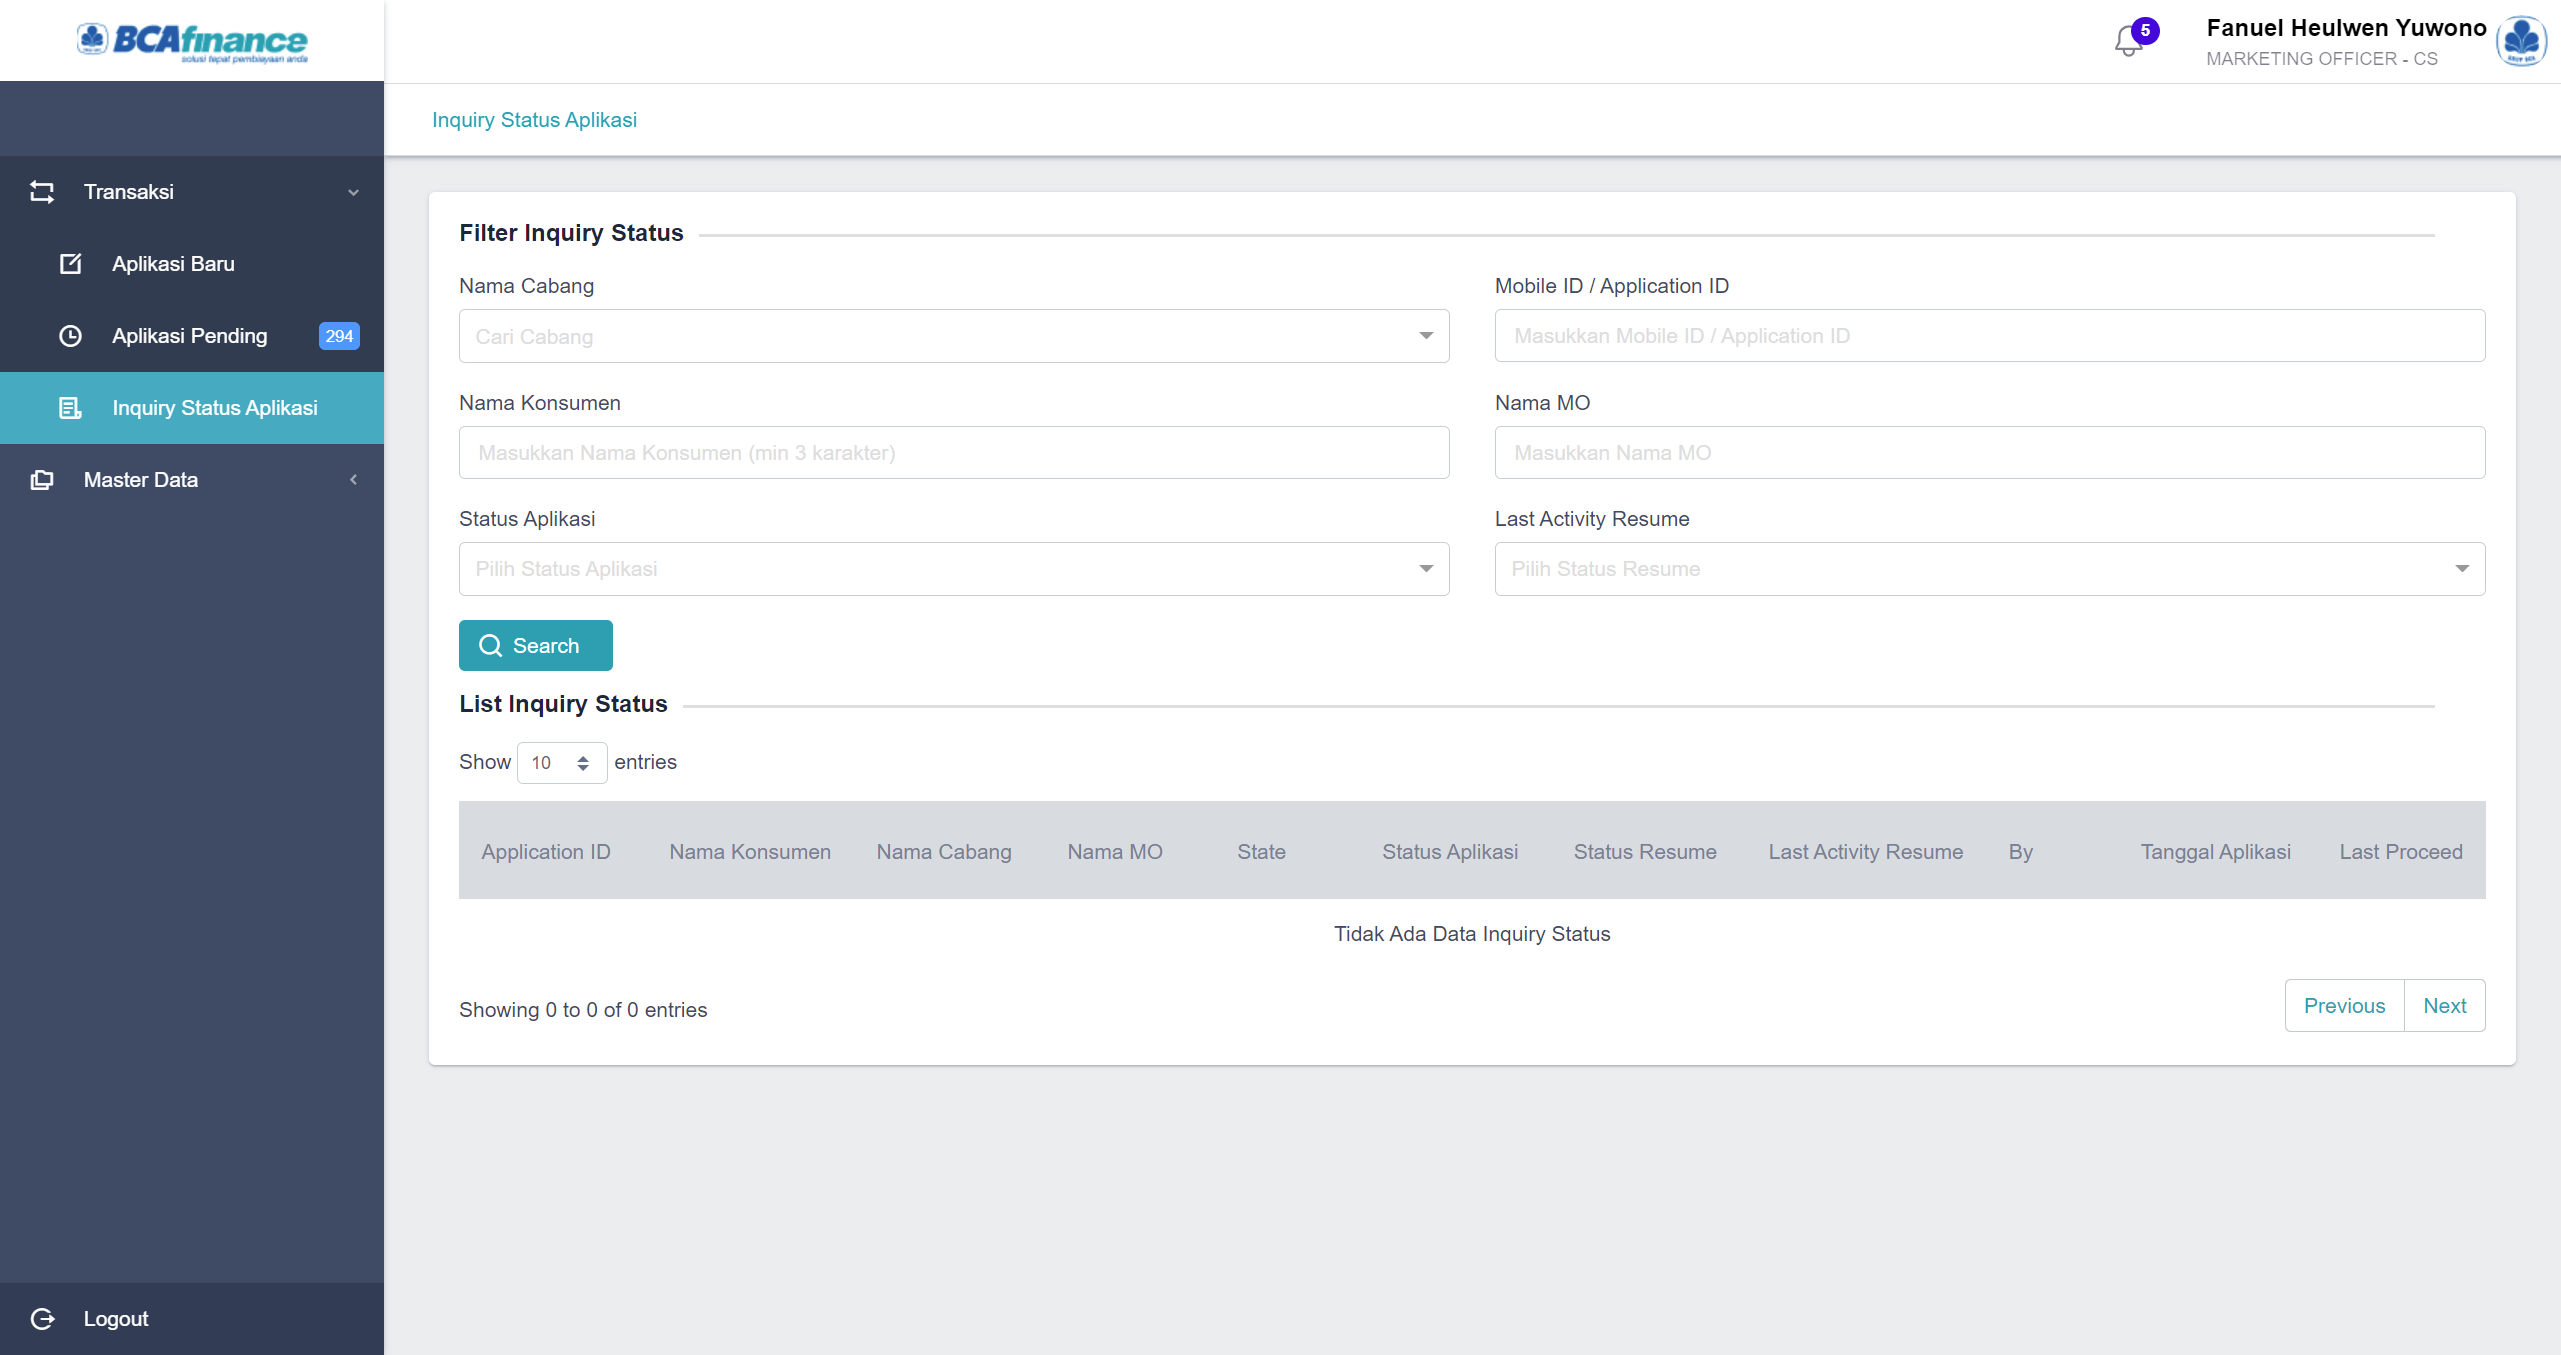 BCAfinance
solusi tepat pembiayaan anda
5
Fanuel Heulwen Yuwono
MARKETING OFFICER - CS
Inquiry Status Aplikasi
Transaksi
Aplikasi Baru
Aplikasi Pending 294
Inquiry Status Aplikasi
Master Data
Logout
Filter Inquiry Status
Nama Cabang
Cari Cabang
Mobile ID / Application ID
Masukkan Mobile ID / Application ID
Nama Konsumen
Masukkan Nama Konsumen (min 3 karakter)
Nama MO
Masukkan Nama MO
Status Aplikasi
Pilih Status Aplikasi
Last Activity Resume
Pilih Status Resume
Search
List Inquiry Status
Show 10 entries
Application ID Nama Konsumen Nama Cabang Nama MO State Status Aplikasi Status Resume Last Activity Resume By Tanggal Aplikasi Last Proceed
Tidak Ada Data Inquiry Status
Showing 0 to 0 of 0 entries
Previous Next